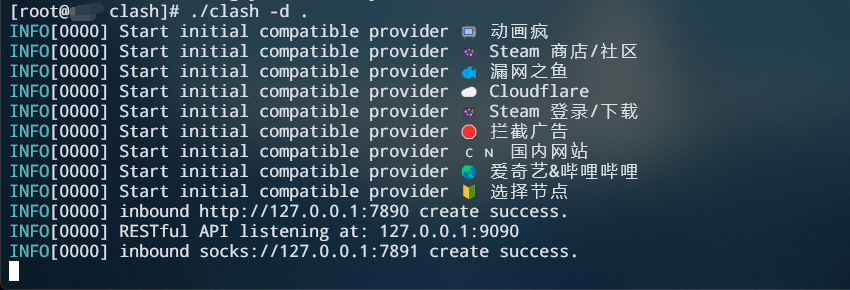 [root@ clash]# ./clash -d .
INFO[0000] Start initial compatible provider 📺 动画疯
INFO[0000] Start initial compatible provider Steam 商店/社区
INFO[0000] Start initial compatible provider 🐟 漏网之鱼
INFO[0000] Start initial compatible provider ☁️ Cloudflare
INFO[0000] Start initial compatible provider Steam 登录/下载
INFO[0000] Start initial compatible provider 🛑 拦截广告
INFO[0000] Start initial compatible provider 🇨🇳 国内网站
INFO[0000] Start initial compatible provider 🌏 爱奇艺&哔哩哔哩
INFO[0000] Start initial compatible provider 🔰 选择节点
INFO[0000] inbound http://127.0.0.1:7890 create success.
INFO[0000] RESTful API listening at: 127.0.0.1:9090
INFO[0000] inbound socks://127.0.0.1:7891 create success.